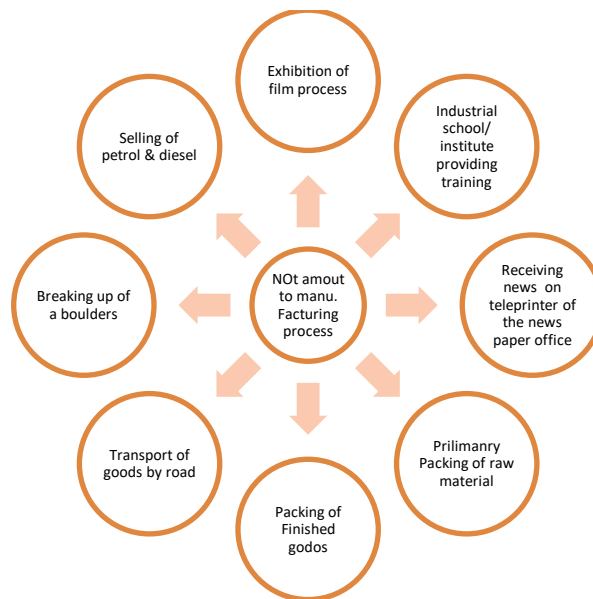 Exhibition of
film process
Industrial
school/
institute
providing
training
Receiving
news on
teleprinter of
the news
paper office
Prilimanry
Packing of raw
material
Packing of
Finished
godos
Transport of
goods by road
Breaking up of
a boulders
Selling of
petrol & diesel
NOt amout
to manu.
Facturing
process